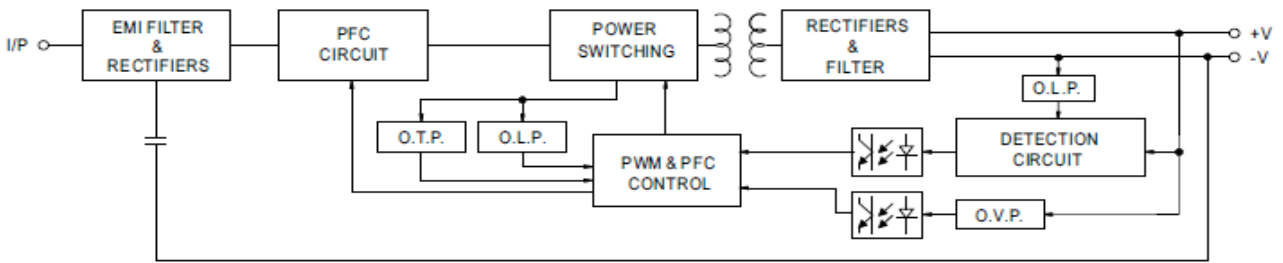 I/P
EMI FILTER
&
RECTIFIERS
PFC
CIRCUIT
POWER
SWITCHING
RECTIFIERS
&
FILTER
+V
-V
O.L.P.
O.T.P.
O.L.P.
PWM & PFC
CONTROL
DETECTION
CIRCUIT
O.V.P.